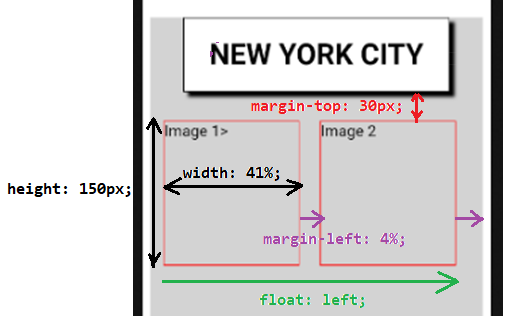 NEW YORK CITY
margin-top: 30px;
Image 1>
Image 2
width: 41%;
height: 150px;
margin-left: 4%;
float: left;